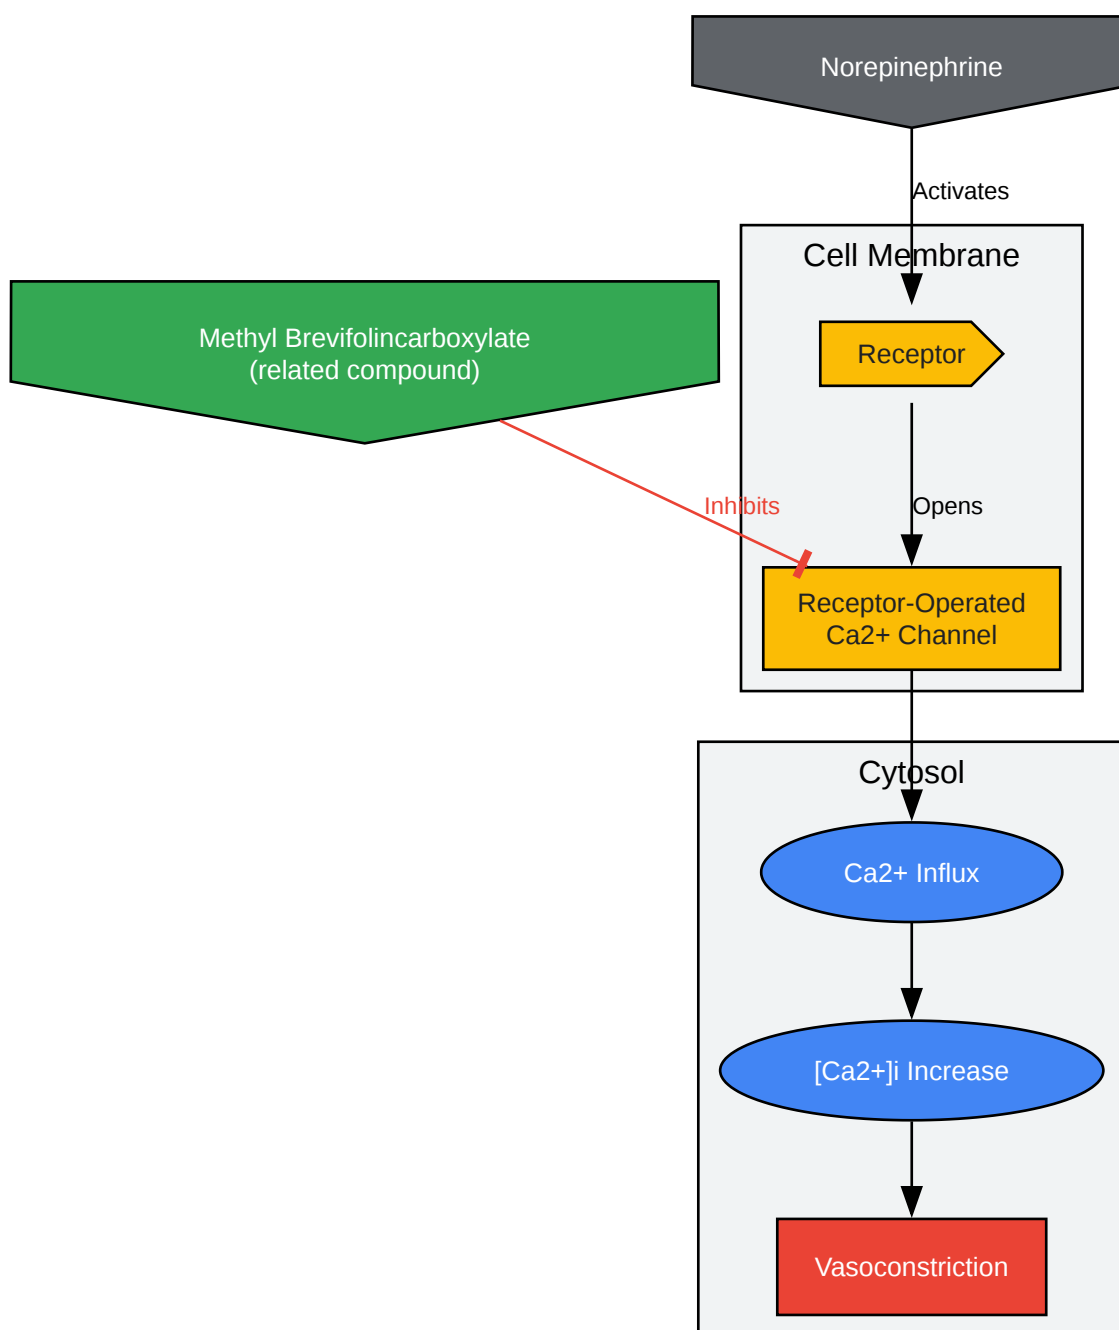 Norepinephrine
Activates
Cell Membrane
Methyl Brevifolincarboxylate
(related compound)
Receptor
Inhibits
Opens
Receptor-Operated
Ca2+ Channel
Cytosol
Ca2+ Influx
[Ca2+]i Increase
Vasoconstriction